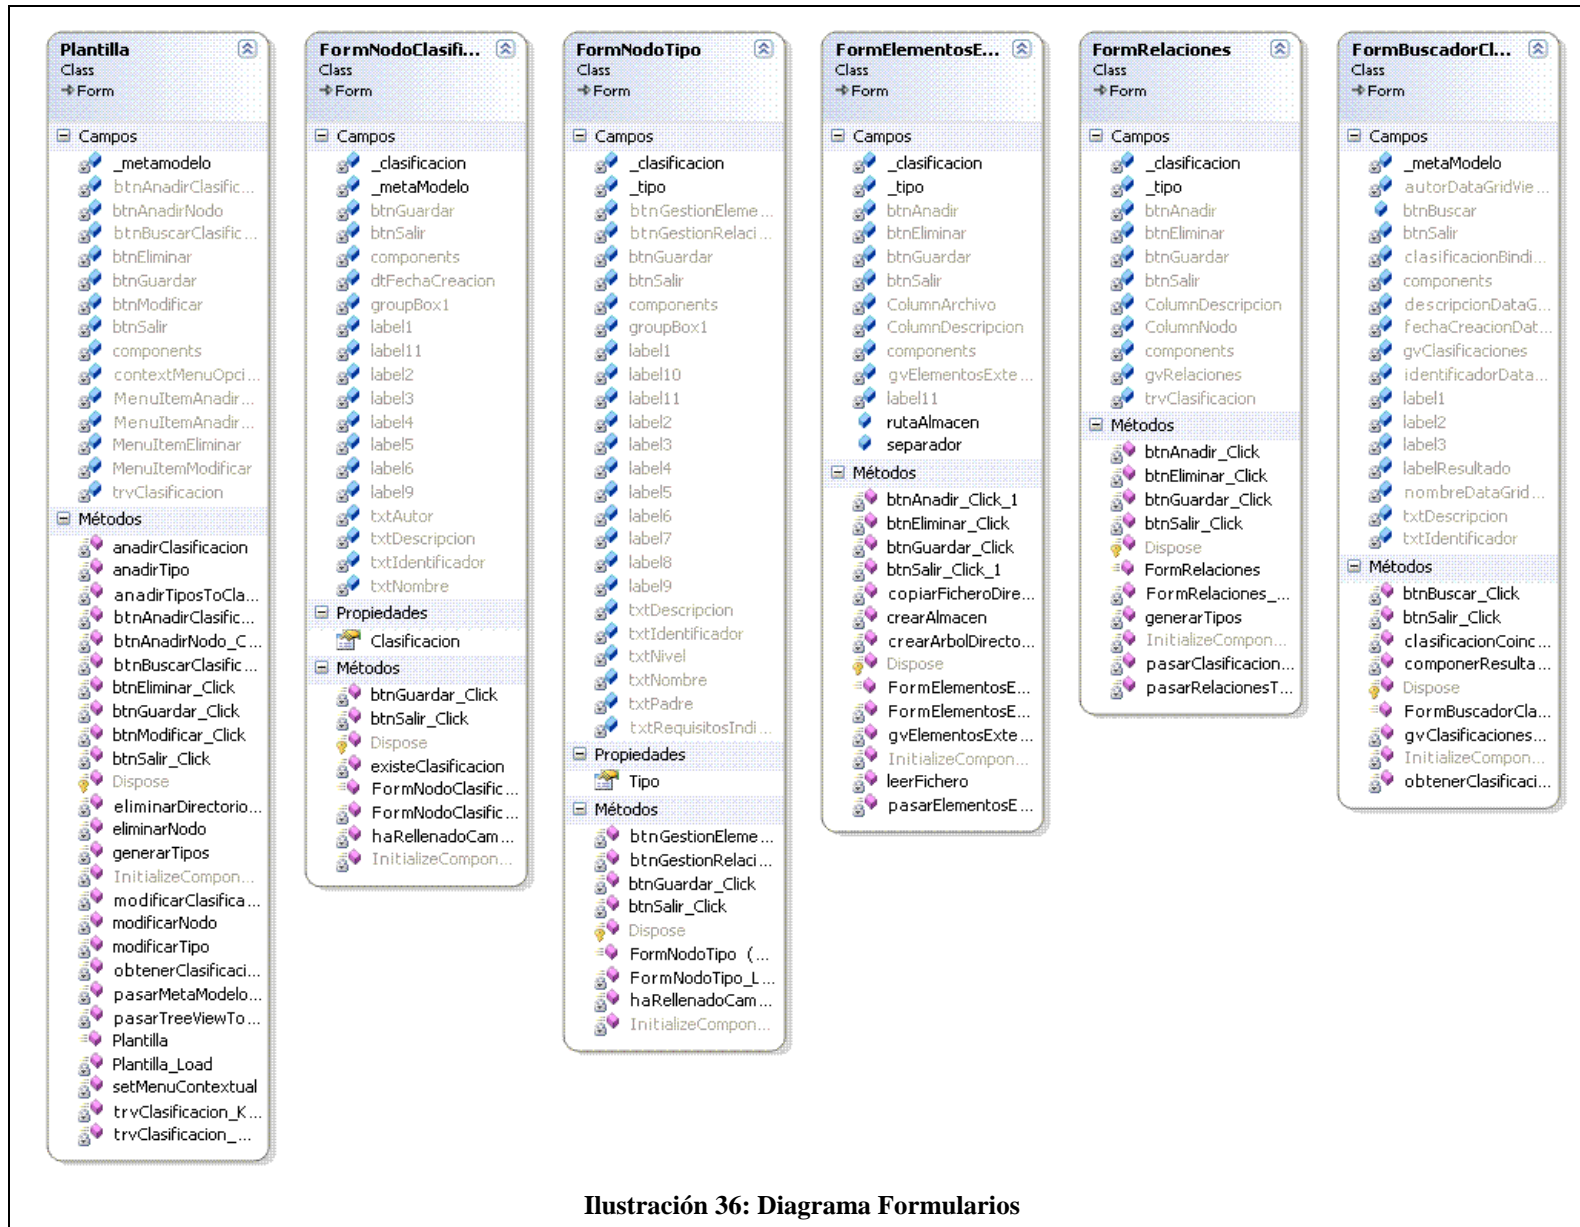 Plantilla
Class
Form
Campos
_metamodelo
btnAnadirClasific...
btnAnadirNodo
btnBuscarClasific...
btnEliminar
btnGuardar
btnModificar
btnSalir
components
contextMenuOpci...
MenuItemAnadir...
MenuItemAnadir...
MenuItemEliminar
MenuItemModificar
trvClasificacion
Métodos
anadirClasificacion
anadirTipo
anadirTiposToCla...
btnAnadirClasific...
btnAnadirNodo_C...
btnBuscarClasific...
btnEliminar_Click
btnGuardar_Click
btnModificar_Click
btnSalir_Click
Dispose
eliminarDirectorio...
eliminarNodo
generarTipos
InitializeCompon...
modificarClasifica...
modificarNodo
modificarTipo
obtenerClasificaci...
pasarMetaModelo...
pasarTreeViewTo...
Plantilla
Plantilla_Load
setMenuContextual
trvClasificacion_K...
trvClasificacion_...
FormNodoClasifi...
Class
Form
Campos
_clasificacion
_metaModelo
btnGuardar
btnSalir
components
dtFechaCreacion
groupBox1
label1
label11
label2
label3
label4
label5
label6
label9
txtAutor
txtDescripcion
txtIdentificador
txtNombre
Propiedades
Clasificacion
Métodos
btnGuardar_Click
btnSalir_Click
Dispose
existeClasificacion
FormNodoClasific...
FormNodoClasific...
haRellenadoCam...
InitializeCompon...
FormNodoTipo
Class
Form
Campos
_clasificacion
_tipo
btnGestionEleme...
btnGestionRelaci...
btnGuardar
btnSalir
components
groupBox1
label1
label10
label11
label2
label3
label4
label5
label6
label7
label8
label9
txtDescripcion
txtIdentificador
txtNivel
txtNombre
txtPadre
txtRequisitosIndi...
Propiedades
Tipo
Métodos
btnGestionEleme...
btnGestionRelaci...
btnGuardar_Click
btnSalir_Click
Dispose
FormNodoTipo (...
FormNodoTipo_L...
haRellenadoCam...
InitializeCompon...
FormElementosE...
Class
Form
Campos
_clasificacion
_tipo
btnAnadir
btnEliminar
btnGuardar
btnSalir
ColumnArchivo
ColumnDescripcion
components
gvElementosExte...
label11
rutaAlmacen
separador
Métodos
btnAnadir_Click_1
btnEliminar_Click
btnGuardar_Click
btnSalir_Click_1
copiarFicheroDire...
crearAlmacen
crearArbolDirecto...
Dispose
FormElementosE...
FormElementosE...
gvElementosExte...
InitializeCompon...
leerFichero
pasarElementosE...
FormRelaciones
Class
Form
Campos
_clasificacion
_tipo
btnAnadir
btnEliminar
btnGuardar
btnSalir
ColumnDescripcion
ColumnNodo
components
gvRelaciones
trvClasificacion
Métodos
btnAnadir_Click
btnEliminar_Click
btnGuardar_Click
btnSalir_Click
Dispose
FormRelaciones
FormRelaciones_...
generarTipos
InitializeCompon...
pasarClasificacion...
pasarRelacionesT...
FormBuscadorCl...
Class
Form
Campos
_metaModelo
autorDataGridVie...
btnBuscar
btnSalir
clasificacionBindi...
components
descripcionDataG...
fechaCreacionDat...
gvClasificaciones
identificadorData...
label1
label2
label3
labelResultado
nombreDataGrid...
txtDescripcion
txtIdentificador
Métodos
btnBuscar_Click
btnSalir_Click
clasificacionCoinc...
componerResulta...
Dispose
FormBuscadorCla...
gvClasificaciones...
InitializeCompon...
obtenerClasificaci...
Ilustración 36: Diagrama Formularios